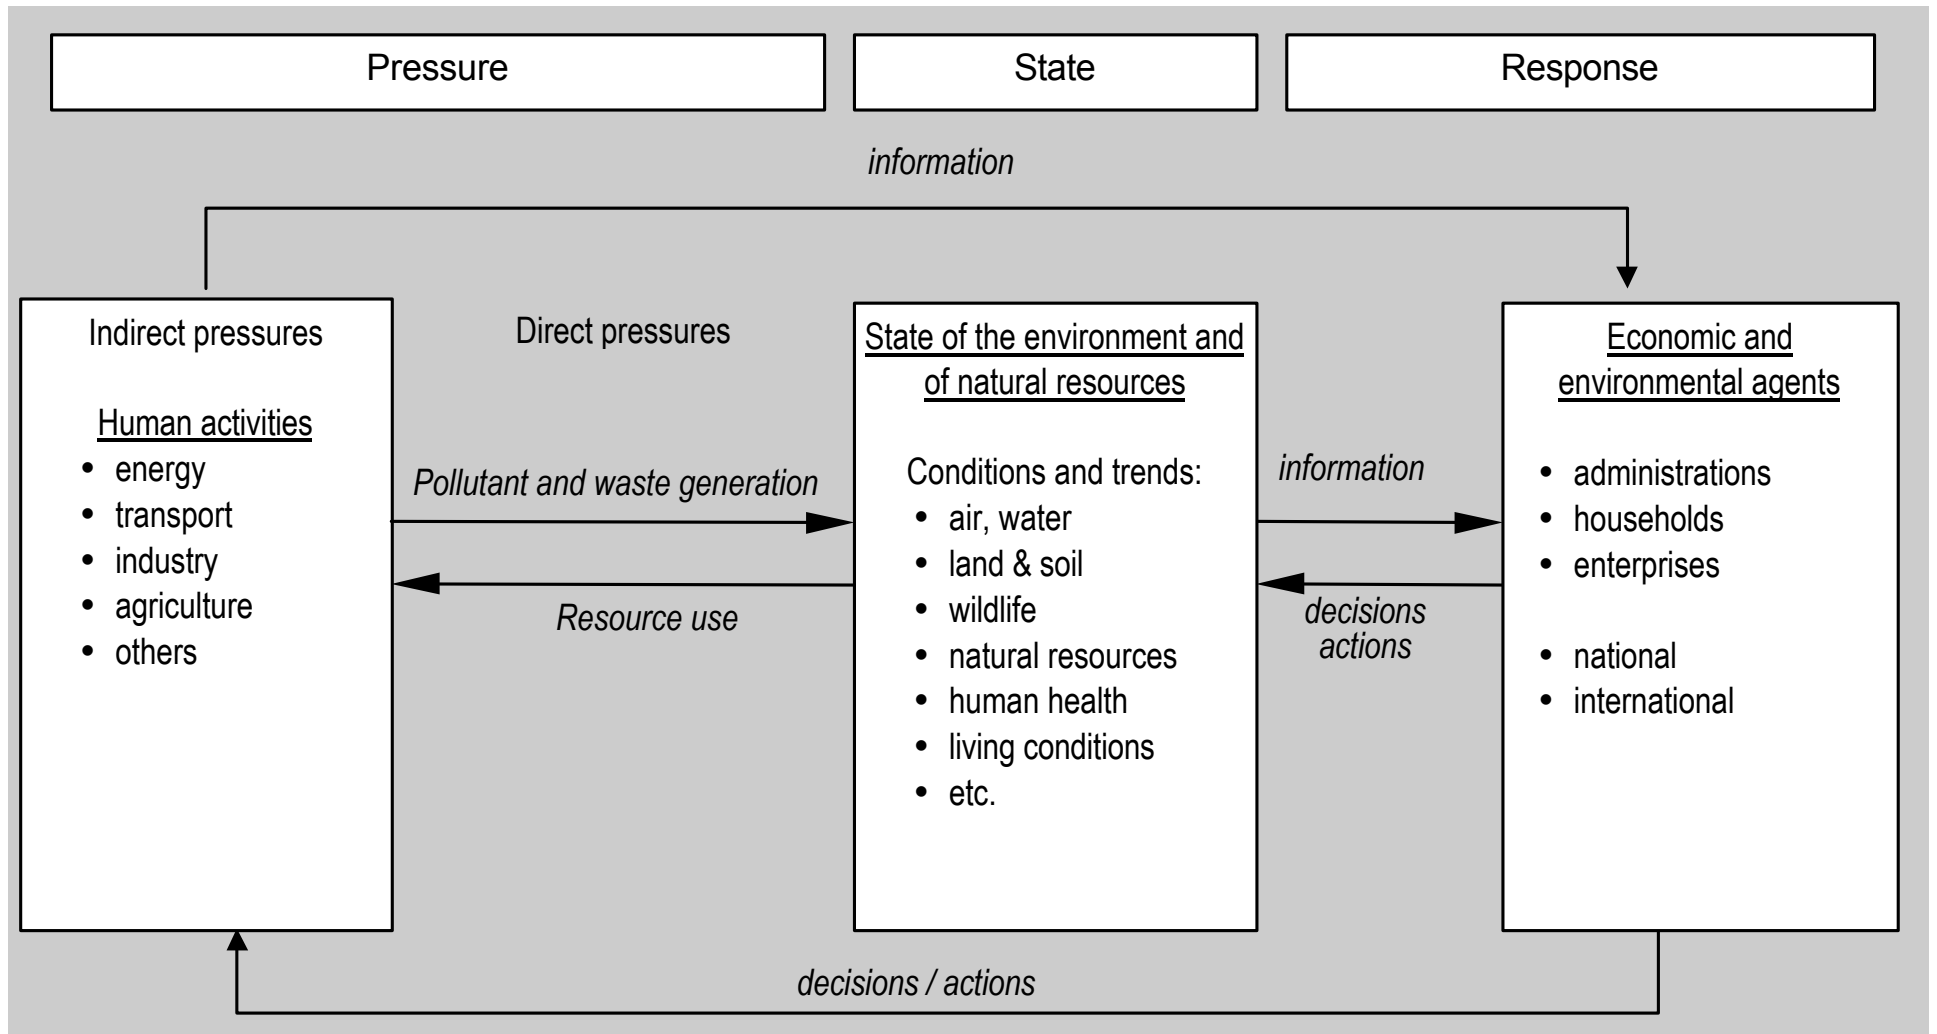 Pressure
State
Response
information
Indirect pressures
Human activities
• energy
• transport
• industry
• agriculture
• others
Direct pressures
Pollutant and waste generation
Resource use
State of the environment and
of natural resources
Conditions and trends:
• air, water
• land & soil
• wildlife
• natural resources
• human health
• living conditions
• etc.
information
decisions
actions
Economic and
environmental agents
• administrations
• households
• enterprises
• national
• international
decisions / actions